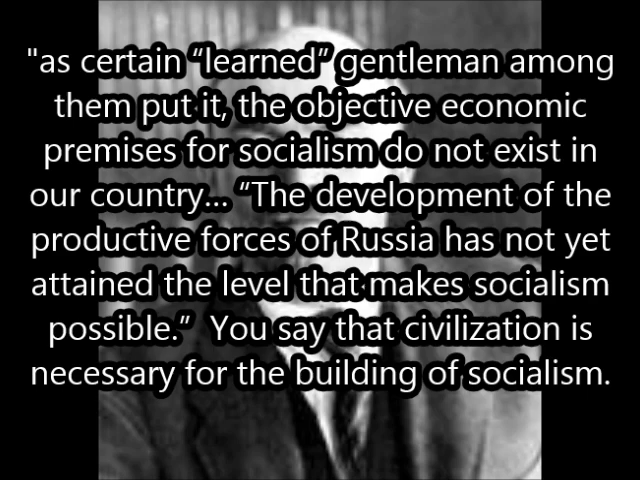 "as certain “learned” gentleman among
them put it, the objective economic
premises for socialism do not exist in
our country... “The development of the
productive forces of Russia has not yet
attained the level that makes socialism
possible.”  You say that civilization is
necessary for the building of socialism.